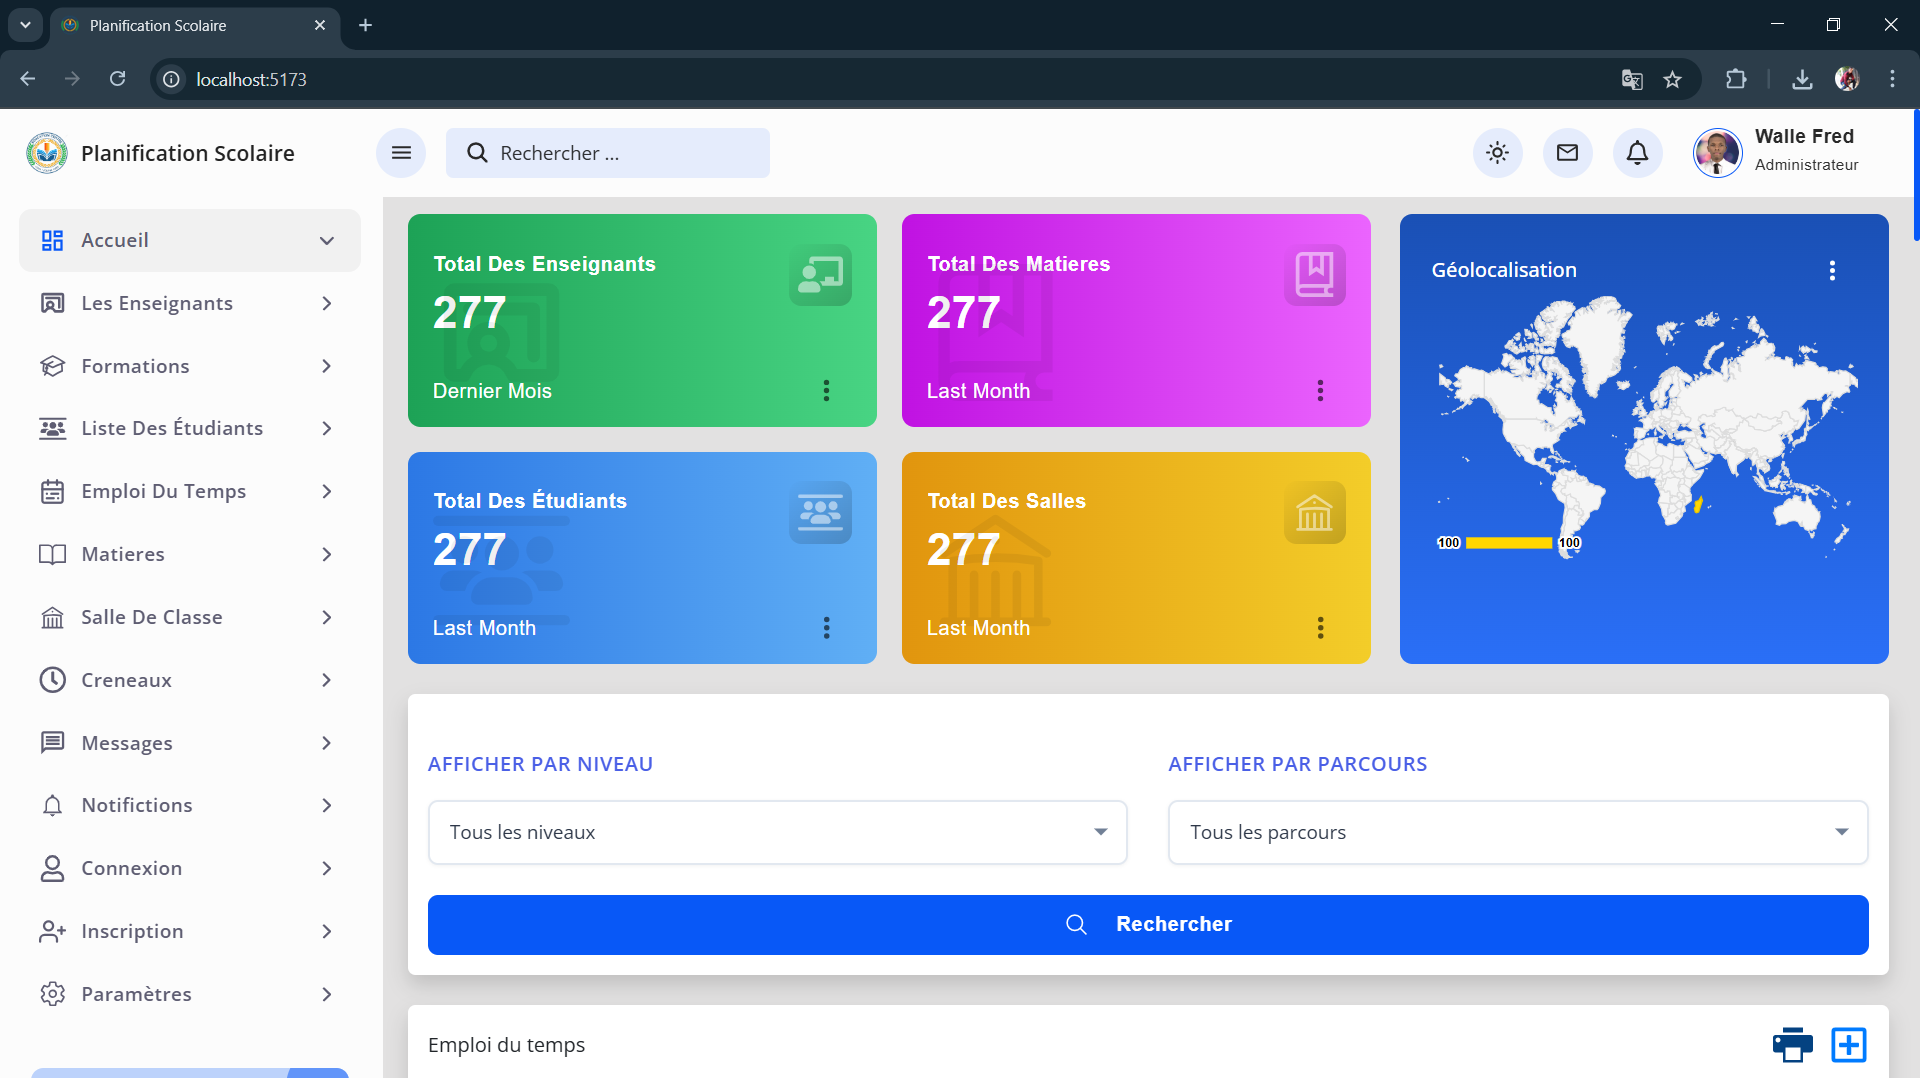 Planification Scolaire
localhost:5173
Planification Scolaire
Rechercher ...
Walle Fred
Administrateur
Accueil
Les Enseignants
Formations
Liste Des Étudiants
Emploi Du Temps
Matieres
Salle De Classe
Creneaux
Messages
Notifictions
Connexion
Inscription
Paramètres
Total Des Enseignants
277
Dernier Mois
Total Des Matieres
277
Last Month
Géolocalisation
100 100
Total Des Étudiants
277
Last Month
Total Des Salles
277
Last Month
AFFICHER PAR NIVEAU
Tous les niveaux
AFFICHER PAR PARCOURS
Tous les parcours
Rechercher
Emploi du temps